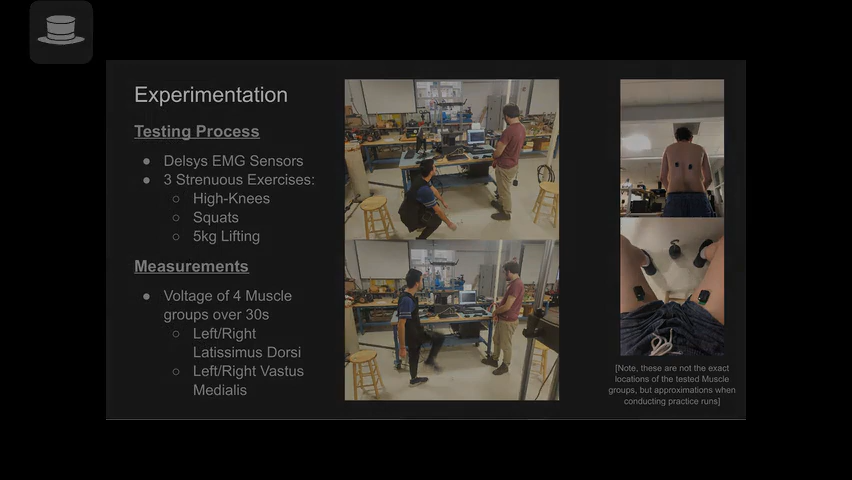 Experimentation
Testing Process
● Delsys EMG Sensors
● 3 Strenuous Exercises:
○ High-Knees
○ Squats
○ 5kg Lifting
Measurements
● Voltage of 4 Muscle
groups over 30s
○ Left/Right
Latissimus Dorsi
○ Left/Right Vastus
Medialis
[Note, these are not the exact
locations of the tested Muscle
groups, but approximations when
conducting practice runs]